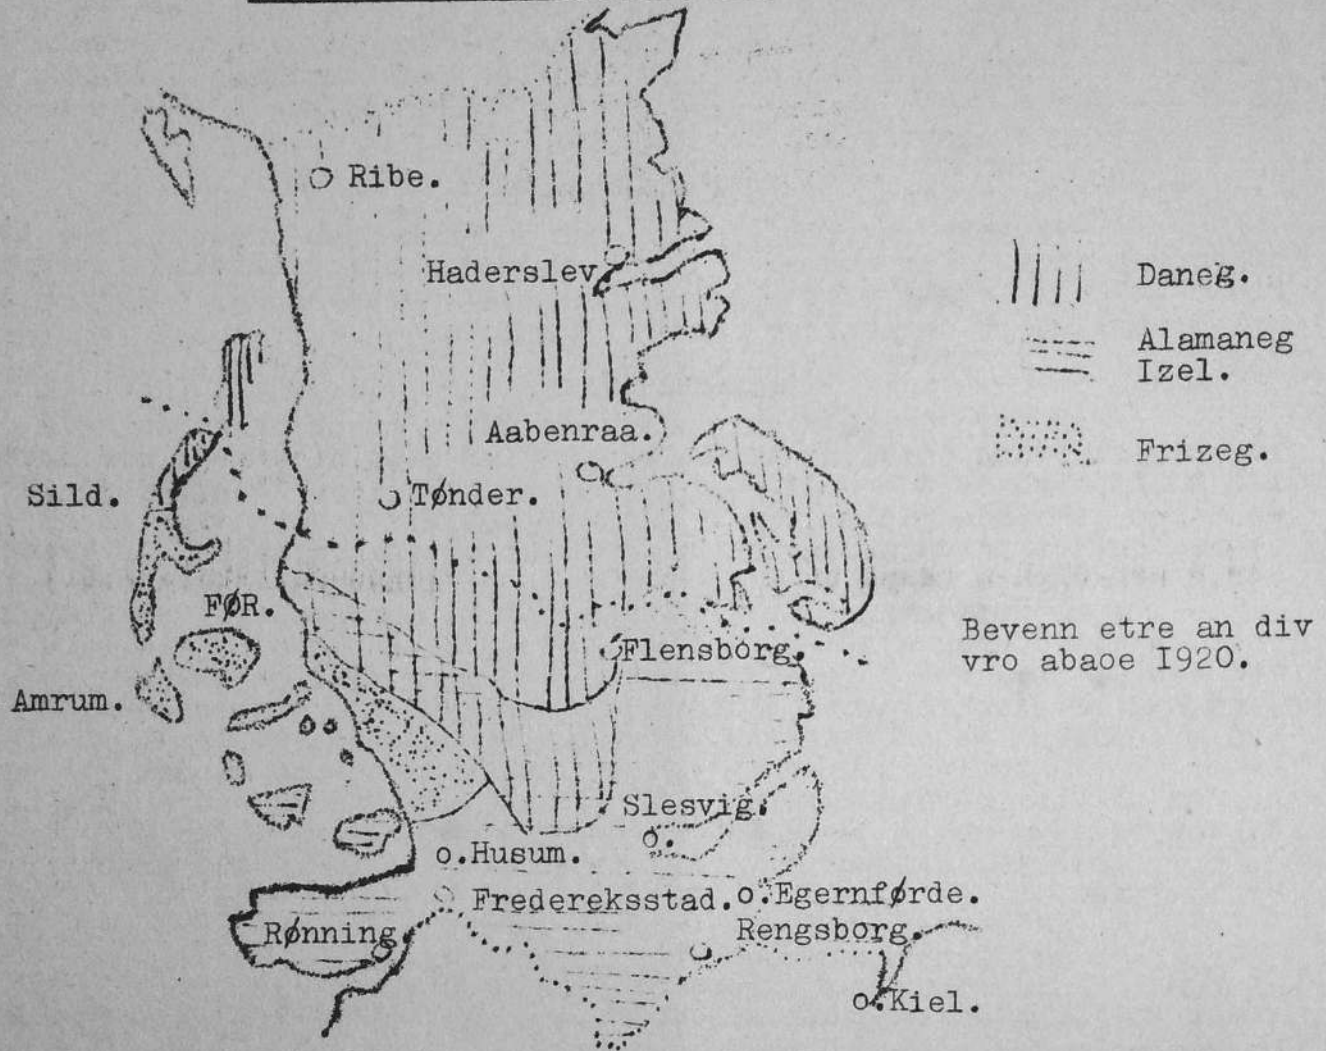 Ribe.
Haderslev.
Daneg.
Alamaneg
Izel.
Aabenraa.
Frizeg.
Sild.
Tønder.
FØR.
Flensborg.
Bevenn etre an div
vro abaoe I920.
Amrum.
Slesvig.
o.Husum.
Fredereksstad.
o.Egernførde.
Rønning.
Rengsborg.
o.Kiel.